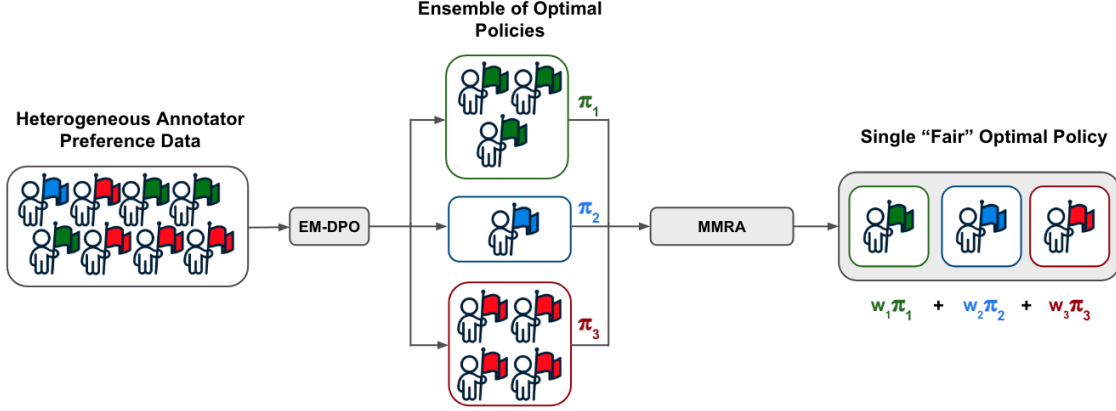 Ensemble of Optimal
Policies
Heterogeneous Annotator
Preference Data
EM-DPO
π₁
π₂
π₃
MMRA
Single “Fair” Optimal Policy
w₁π₁ + w₂π₂ + w₃π₃